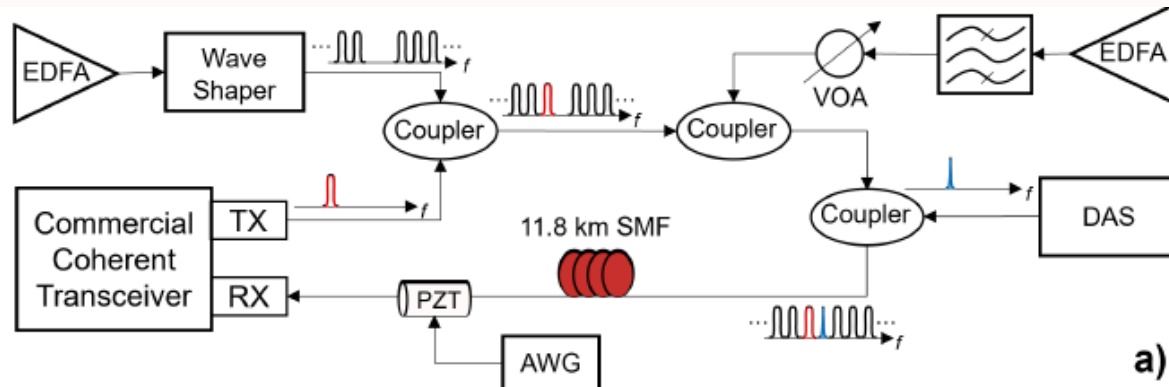 EDFA
Wave
Shaper
f
Coupler
f
Coupler
VOA
EDFA
Commercial
Coherent
Transceiver
TX
RX
f
11.8 km SMF
Coupler
f
DAS
PZT
AWG
f
a)